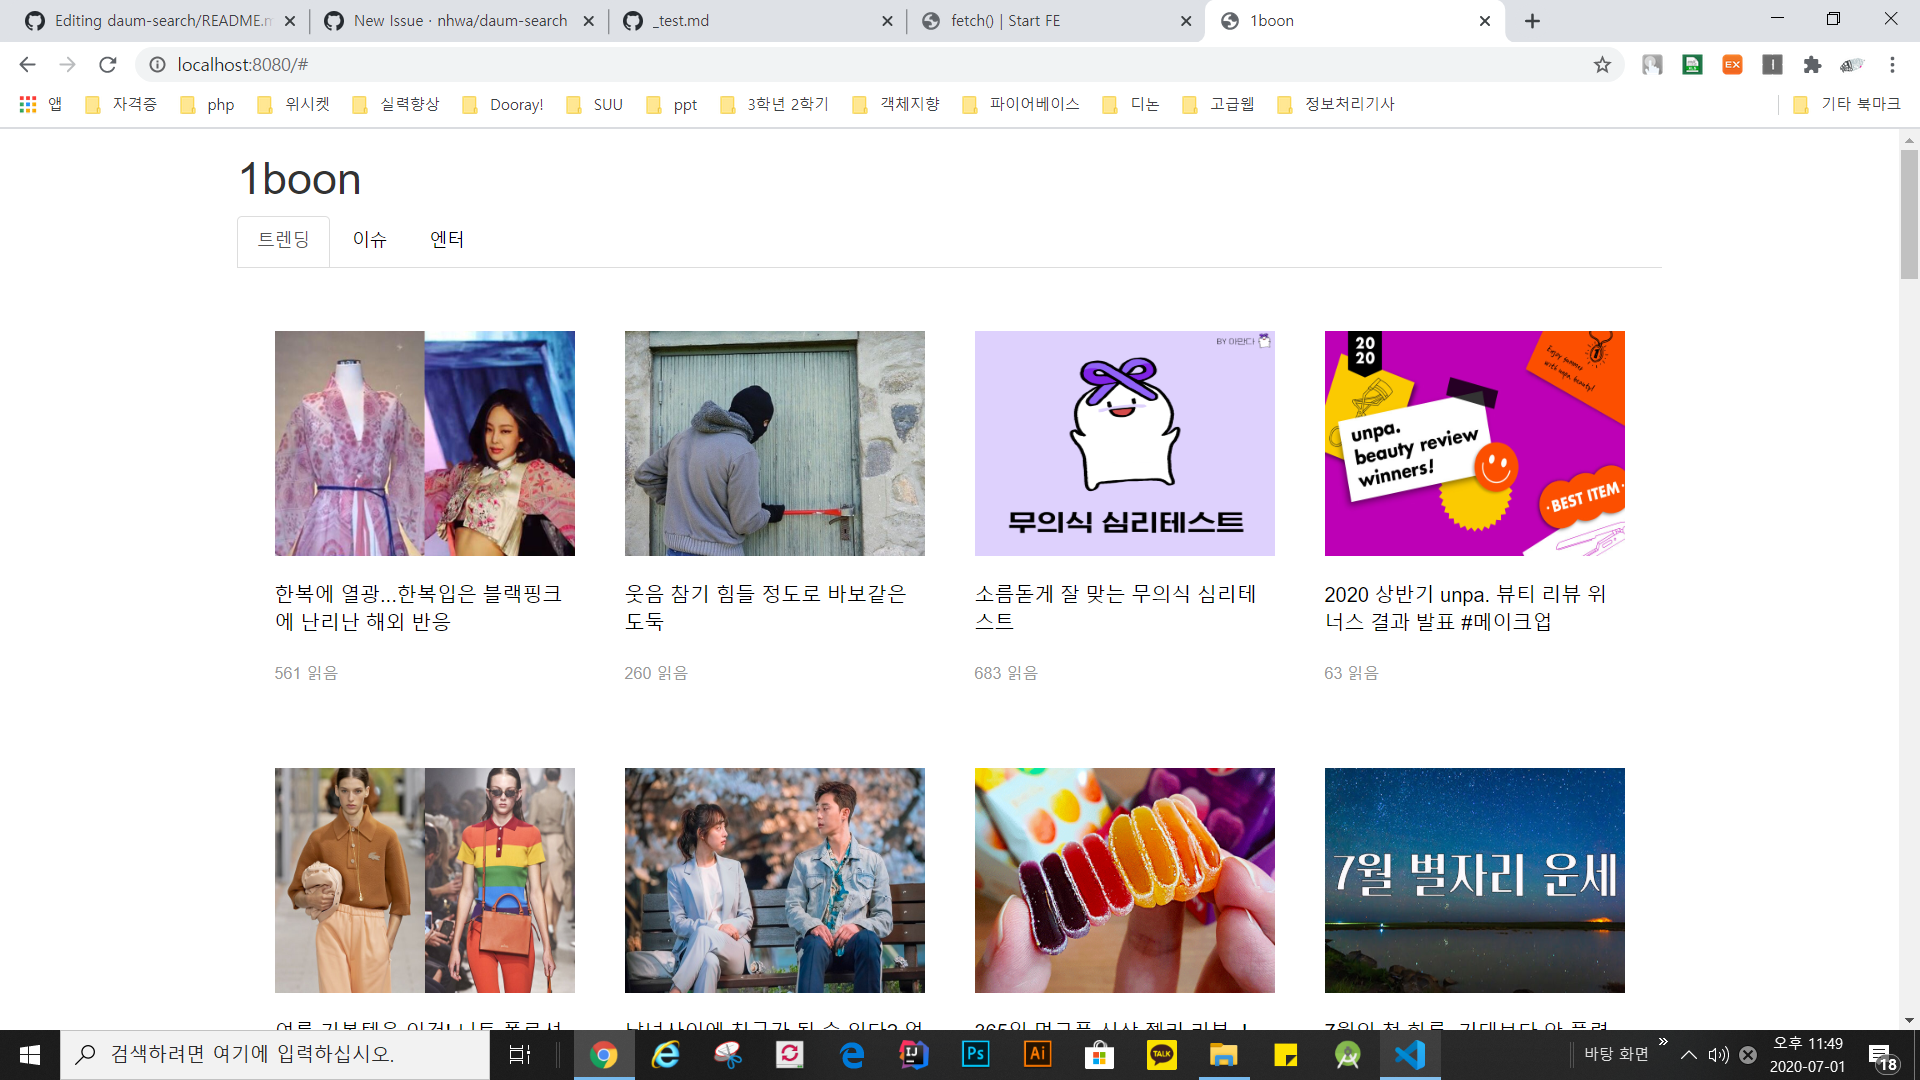 Editing daum-search/README.m
New Issue · nhwa/daum-search
_test.md
fetch() | Start FE
1boon
localhost:8080/#
앱
자격증
php
위시켓
실력향상
Dooray!
SUU
ppt
3학년 2학기
객체지향
파이어베이스
디논
고급웹
정보처리기사
기타 북마크
1boon
트렌딩
이슈
엔터
무의식 심리테스트
20
20
unpa.
beauty review
winners!
BEST ITEM
한복에 열광...한복입은 블랙핑크
에 난리난 해외 반응
561 읽음
웃음 참기 힘들 정도로 바보같은
도둑
260 읽음
소름돋게 잘 맞는 무의식 심리테
스트
683 읽음
2020 상반기 unpa. 뷰티 리뷰 위
너스 결과 발표 #메이크업
63 읽음
7월 별자리 운세
검색하려면 여기에 입력하십시오.
바탕 화면
오후 11:49
2020-07-01
18